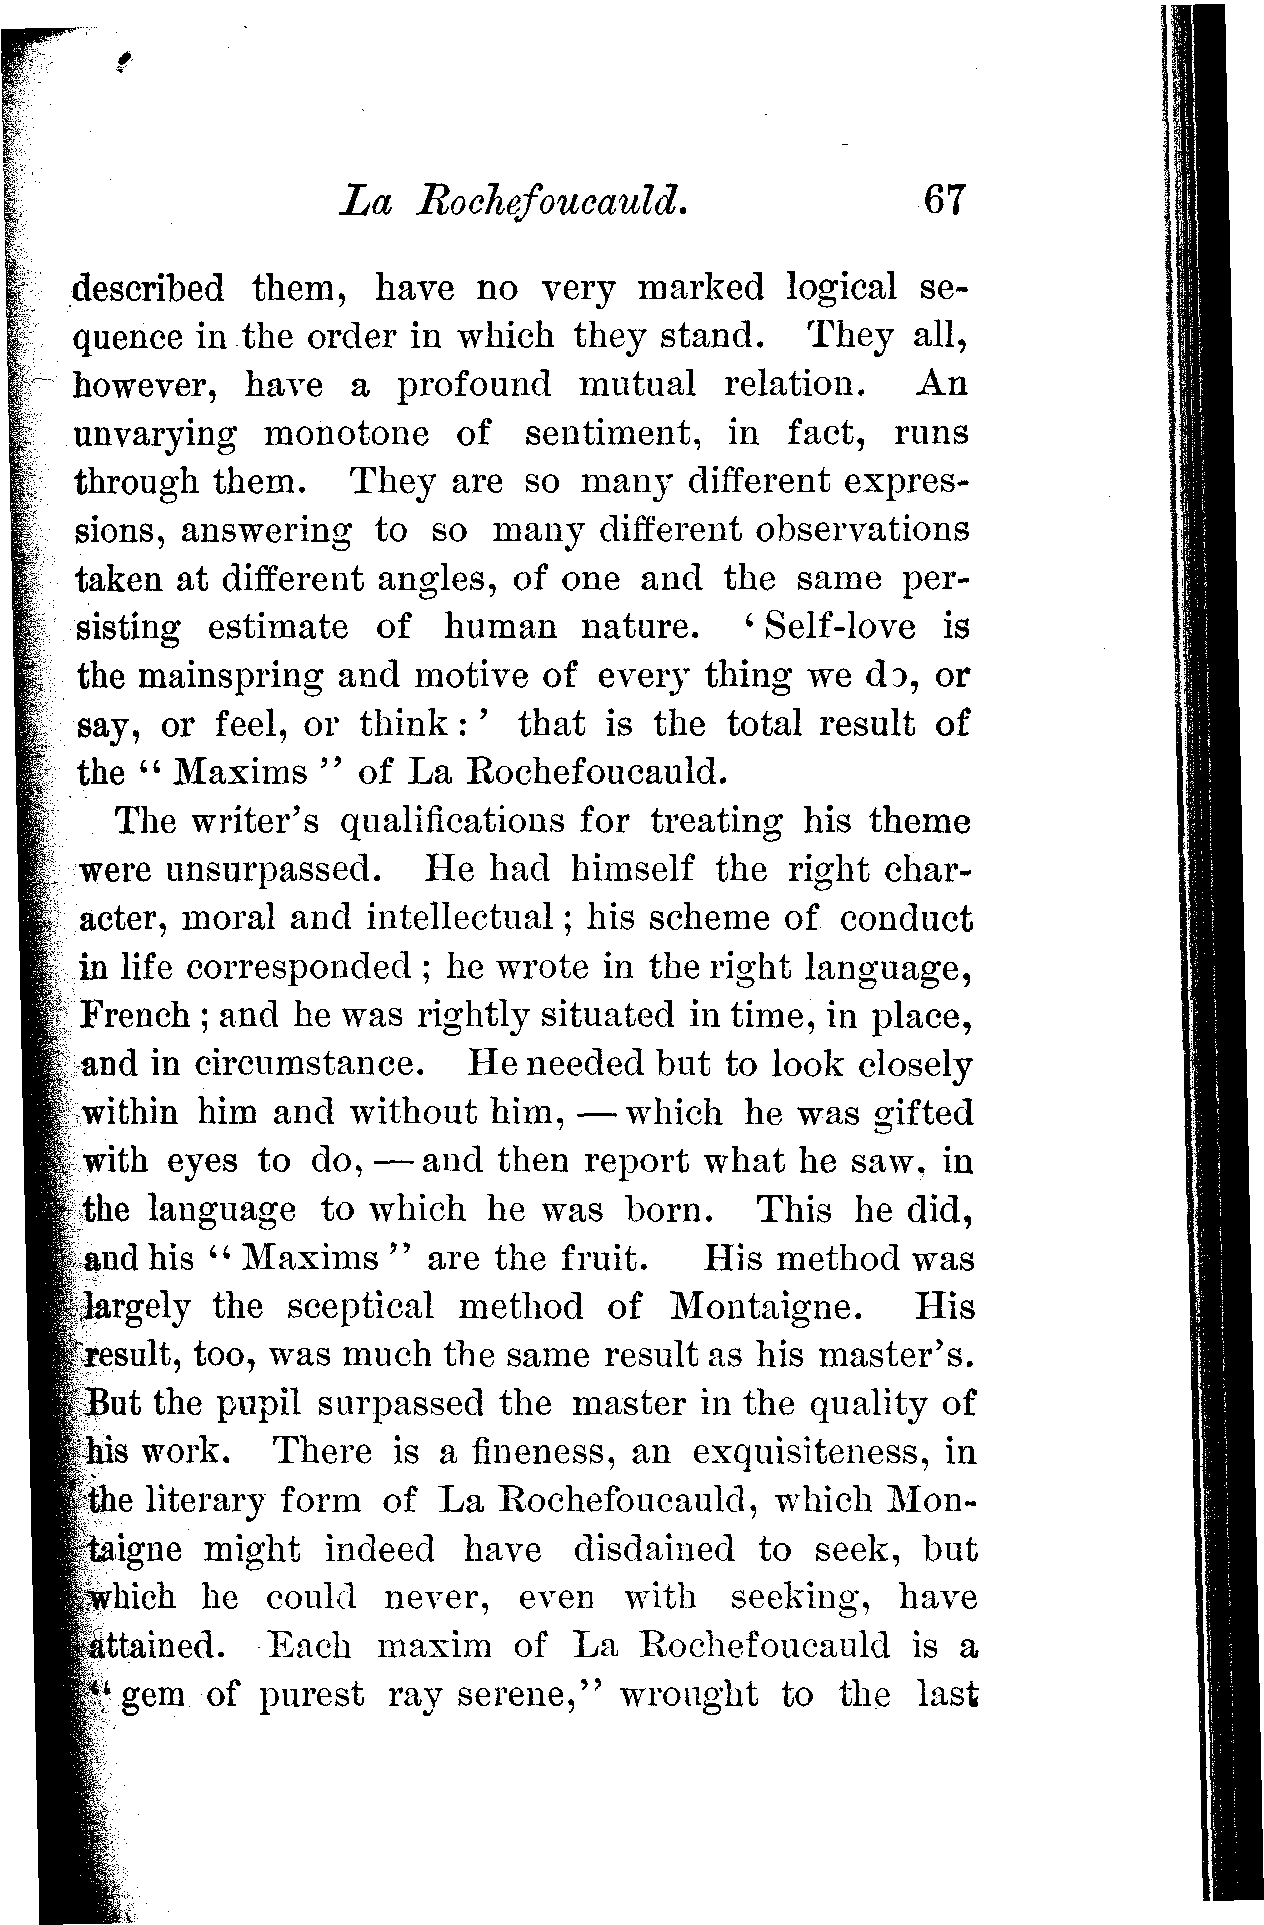 La Rochefoucauld. 67
described them, have no very marked logical se-
quence in the order in which they stand. They all,
however, have a profound mutual relation. An
unvarying monotone of sentiment, in fact, runs
through them. They are so many different expres-
sions, answering to so many different observations
taken at different angles, of one and the same per-
sisting estimate of human nature. ‘Self-love is
the mainspring and motive of every thing we do, or
say, or feel, or think:’ that is the total result of
the “Maxims” of La Rochefoucauld.
The writer’s qualifications for treating his theme
were unsurpassed. He had himself the right char-
acter, moral and intellectual; his scheme of conduct
in life corresponded; he wrote in the right language,
French; and he was rightly situated in time, in place,
and in circumstance. He needed but to look closely
within him and without him, — which he was gifted
with eyes to do, — and then report what he saw, in
the language to which he was born. This he did,
and his “Maxims” are the fruit. His method was
largely the sceptical method of Montaigne. His
result, too, was much the same result as his master’s.
But the pupil surpassed the master in the quality of
his work. There is a fineness, an exquisiteness, in
the literary form of La Rochefoucauld, which Mon-
taigne might indeed have disdained to seek, but
which he could never, even with seeking, have
attained. Each maxim of La Rochefoucauld is a
“gem of purest ray serene,” wrought to the last